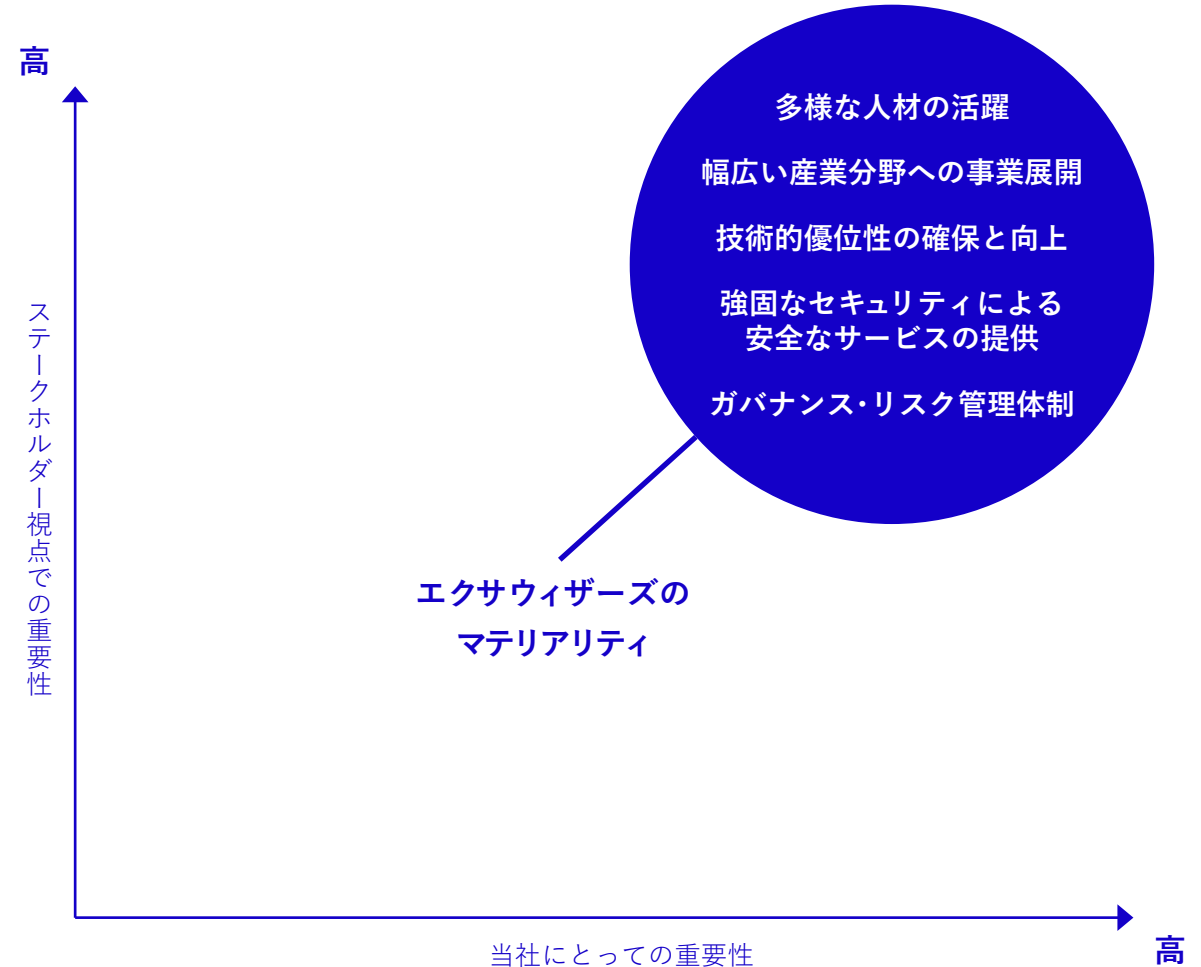 高
多様な人材の活躍
幅広い産業分野への事業展開
技術的優位性の確保と向上
強固なセキュリティによる
安全なサービスの提供
ガバナンス・リスク管理体制
ステークホルダー視点での重要性
エクサウィザーズの
マテリアリティ
当社にとっての重要性
高